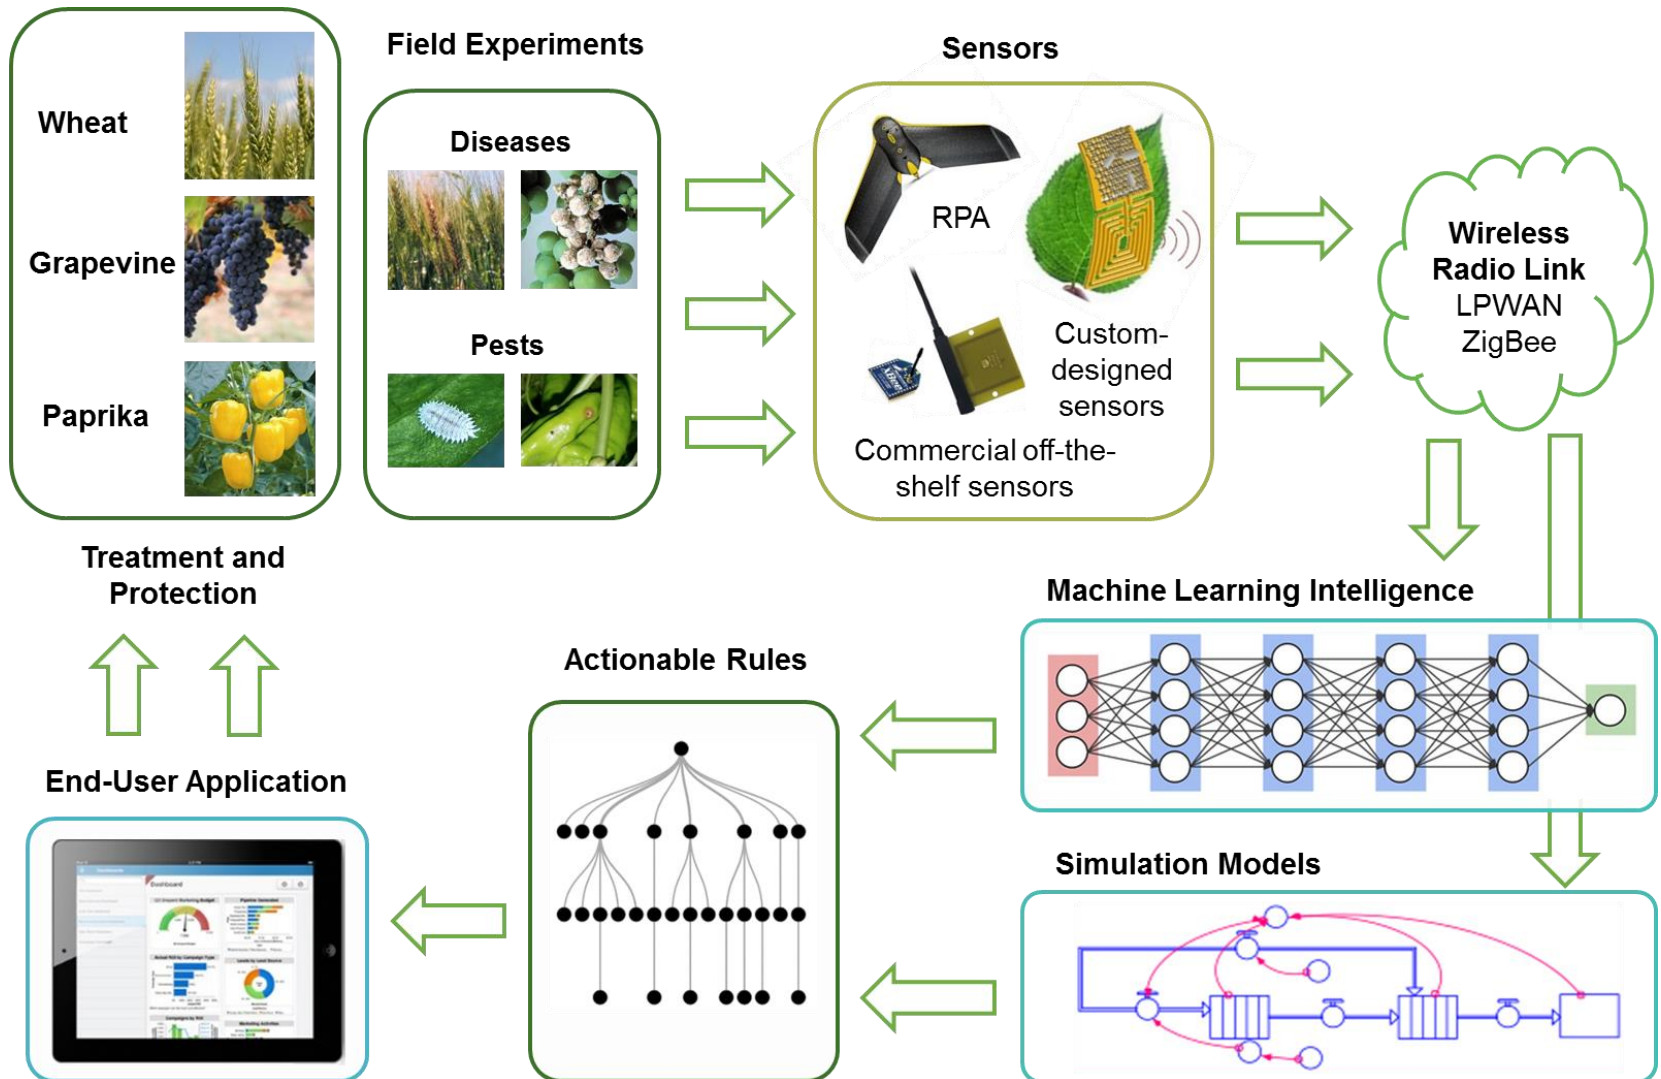 Wheat
Grapevine
Paprika
Field Experiments
Diseases
Pests
Sensors
RPA
Custom-
designed
sensors
Commercial off-the-
shelf sensors
Wireless
Radio Link
LPWAN
ZigBee
Treatment and
Protection
Machine Learning Intelligence
Actionable Rules
End-User Application
Simulation Models
Dashboard